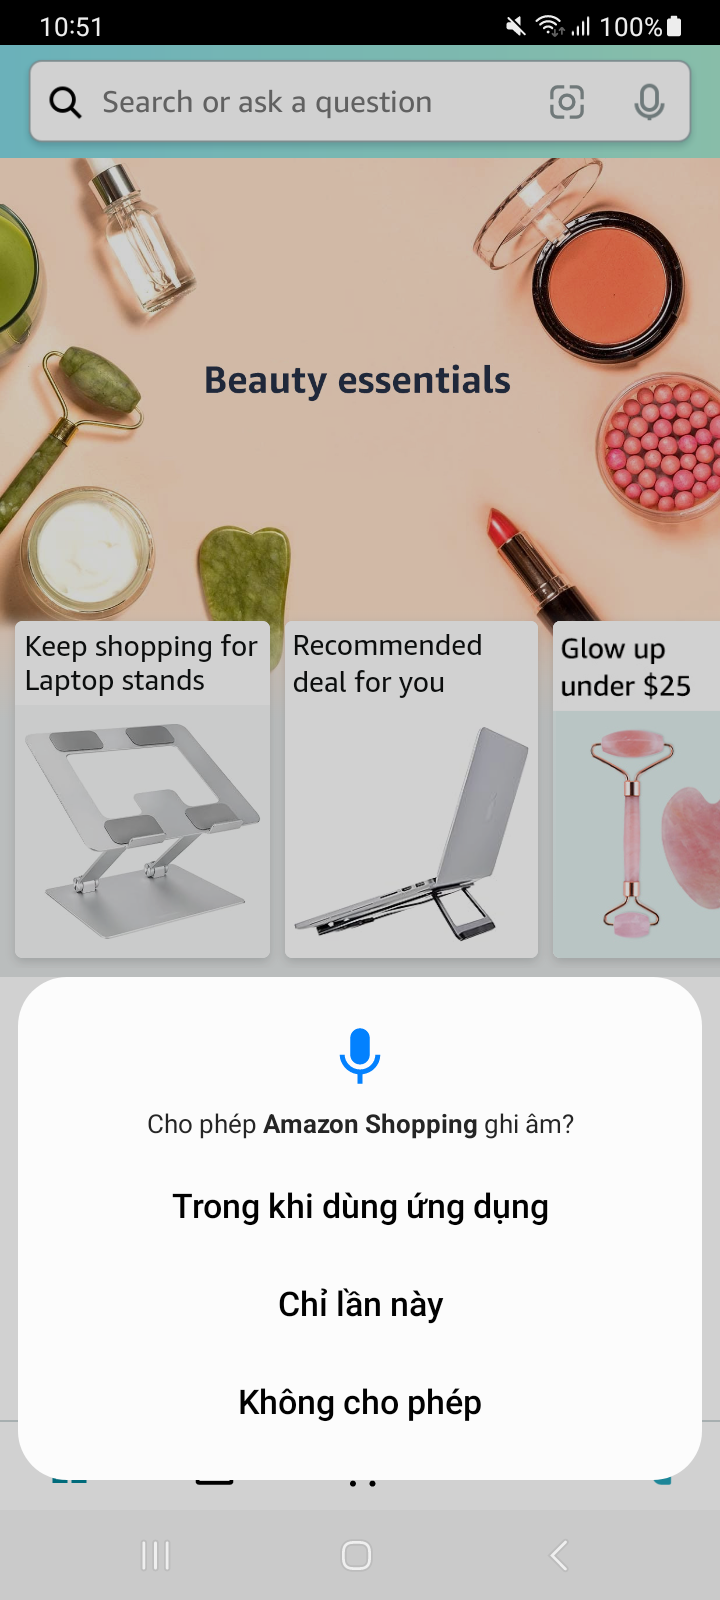 10:51
100%
Search or ask a question
Beauty essentials
Keep shopping for
Laptop stands
Recommended
deal for you
Glow up
under $25
Cho phép Amazon Shopping ghi âm?
Trong khi dùng ứng dụng
Chỉ lần này
Không cho phép